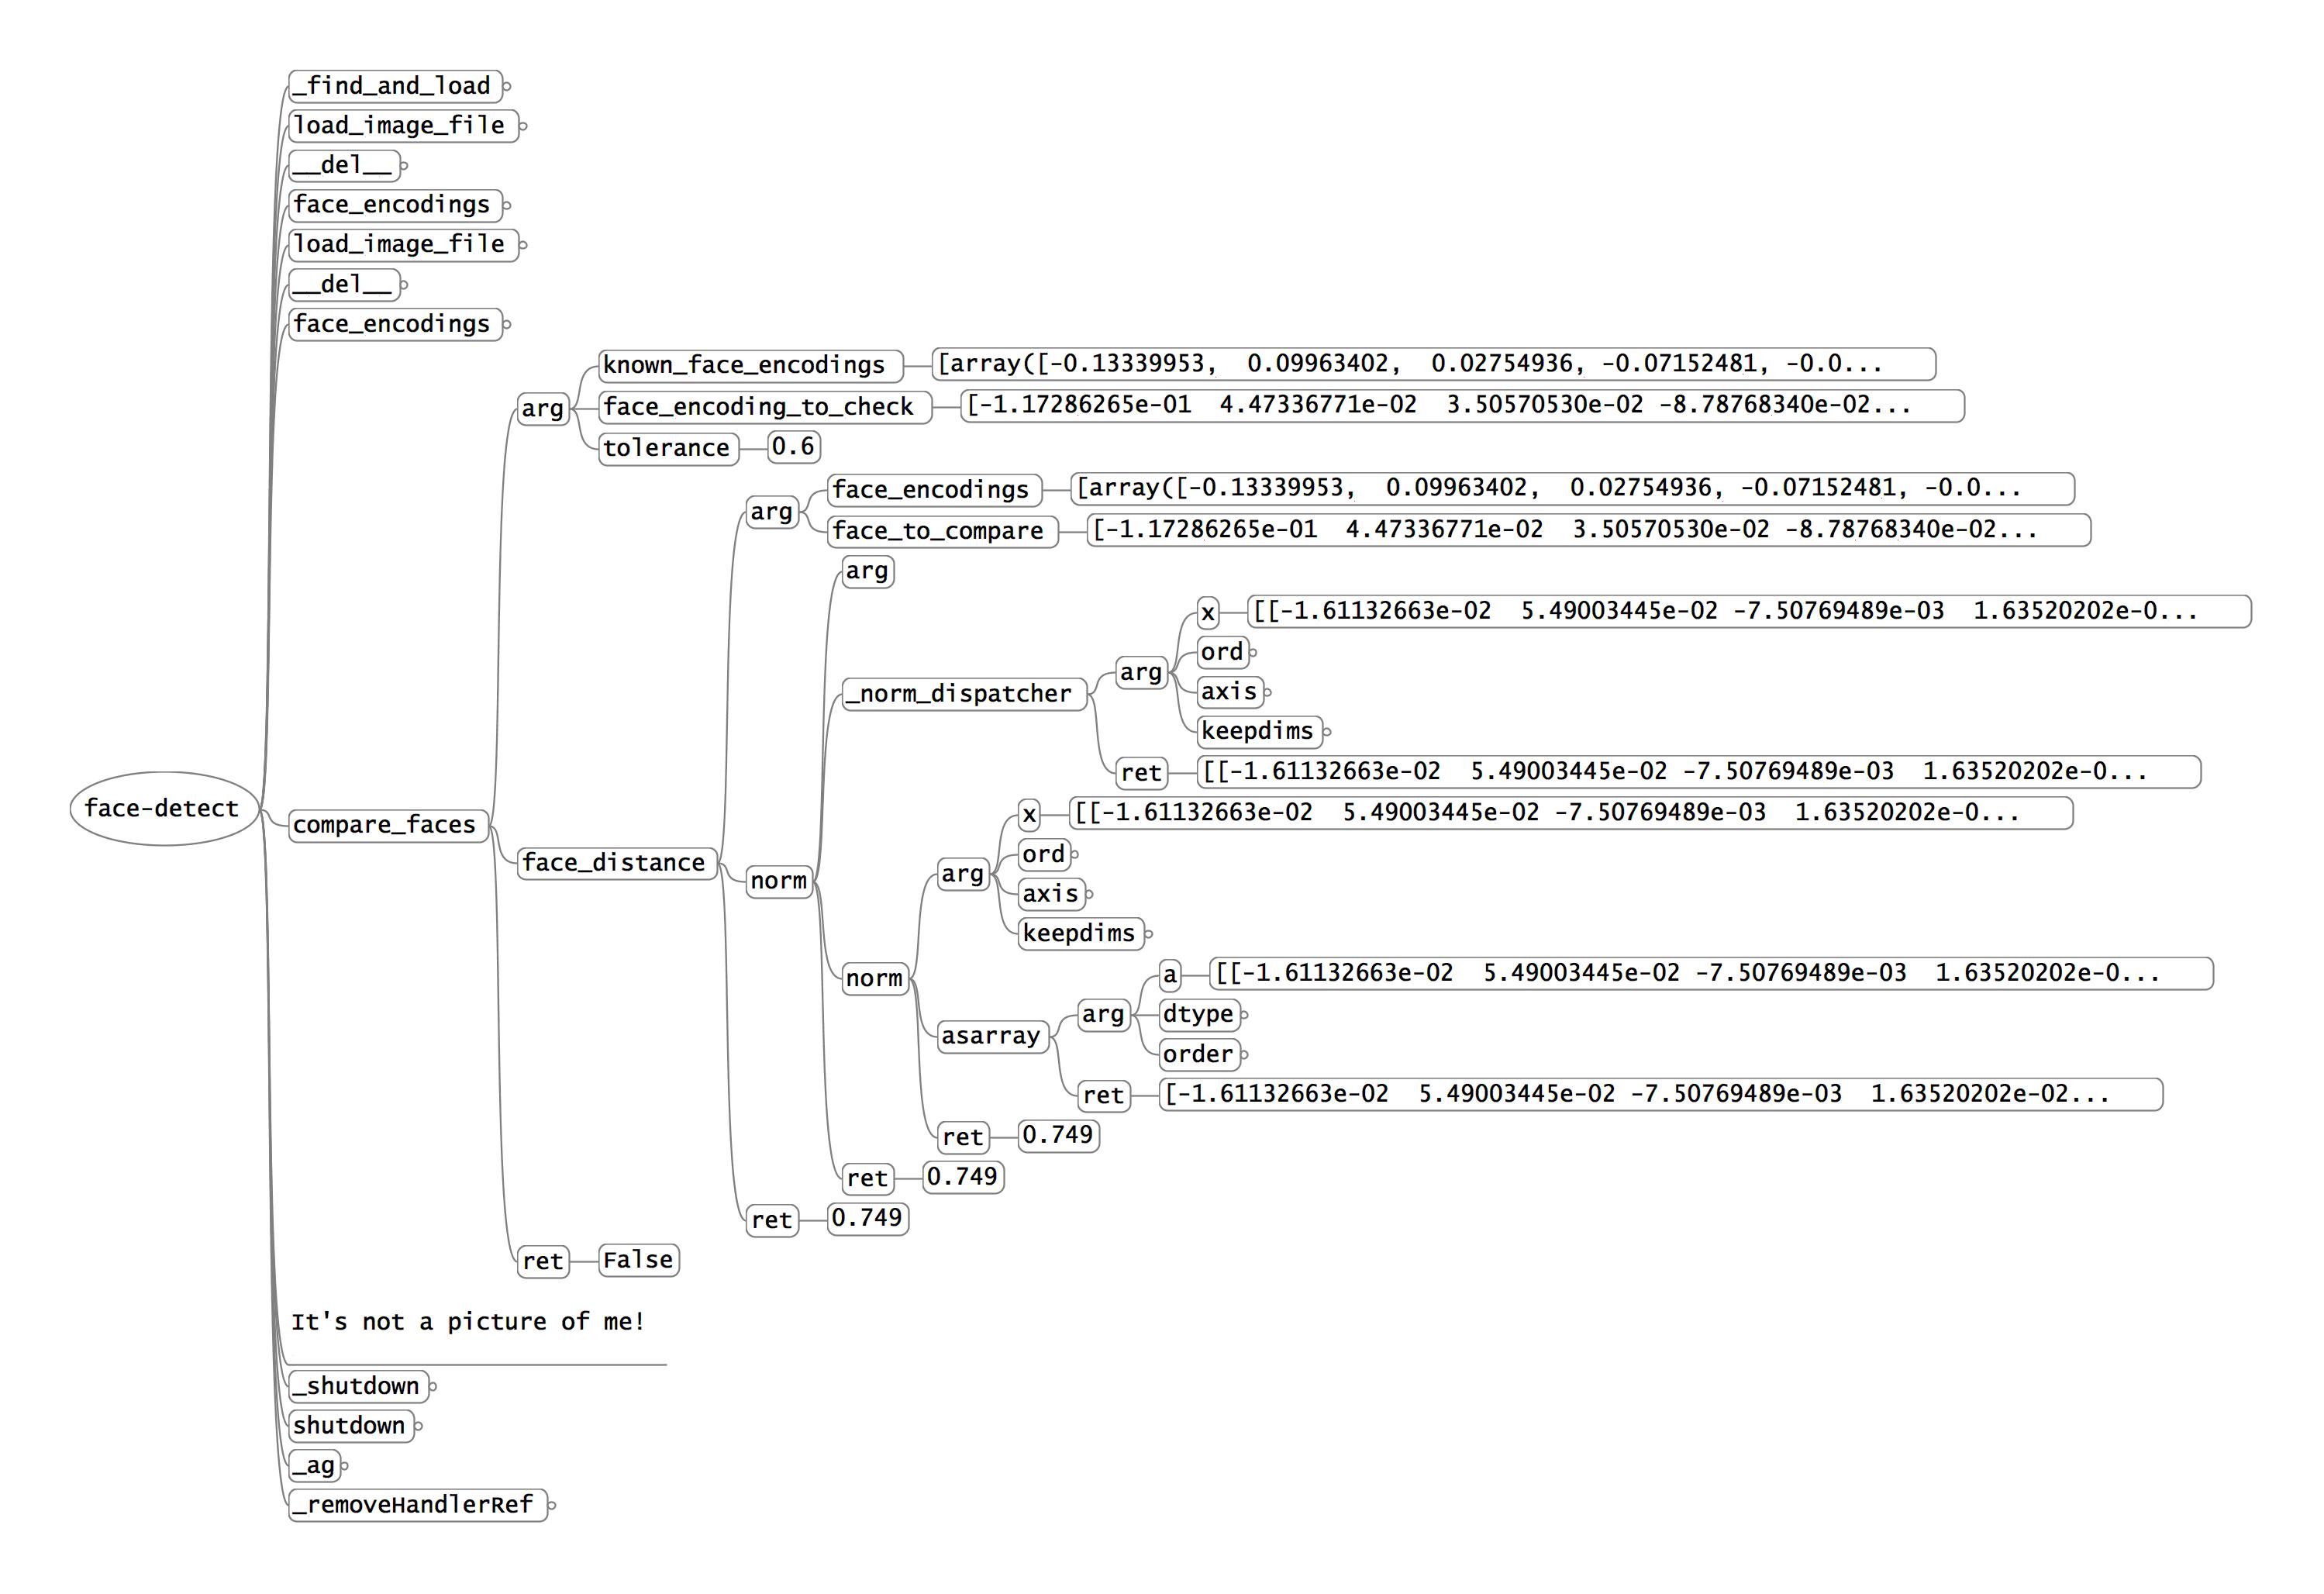 _find_and_load
load_image_file
__del__
face_encodings
load_image_file
__del__
face_encodings
known_face_encodings [array([-0.13339953,  0.09963402,  0.02754936, -0.07152481, -0.0...
arg face_encoding_to_check [-1.17286265e-01  4.47336771e-02  3.50570530e-02 -8.78768340e-02...
tolerance 0.6
face_encodings [array([-0.13339953,  0.09963402,  0.02754936, -0.07152481, -0.0...
arg
face_to_compare [-1.17286265e-01  4.47336771e-02  3.50570530e-02 -8.78768340e-02...
arg
x [[-1.61132663e-02  5.49003445e-02 -7.50769489e-03  1.63520202e-0...
ord
arg
axis
_norm_dispatcher
keepdims
ret [[-1.61132663e-02  5.49003445e-02 -7.50769489e-03  1.63520202e-0...
face-detect
x [[-1.61132663e-02  5.49003445e-02 -7.50769489e-03  1.63520202e-0...
compare_faces
ord
face_distance
arg
norm
axis
keepdims
a [[-1.61132663e-02  5.49003445e-02 -7.50769489e-03  1.63520202e-0...
norm
arg dtype
asarray
order
ret [-1.61132663e-02  5.49003445e-02 -7.50769489e-03  1.63520202e-02...
ret 0.749
ret 0.749
ret 0.749
ret False
It's not a picture of me!
_shutdown
shutdown
_ag
_removeHandlerRef